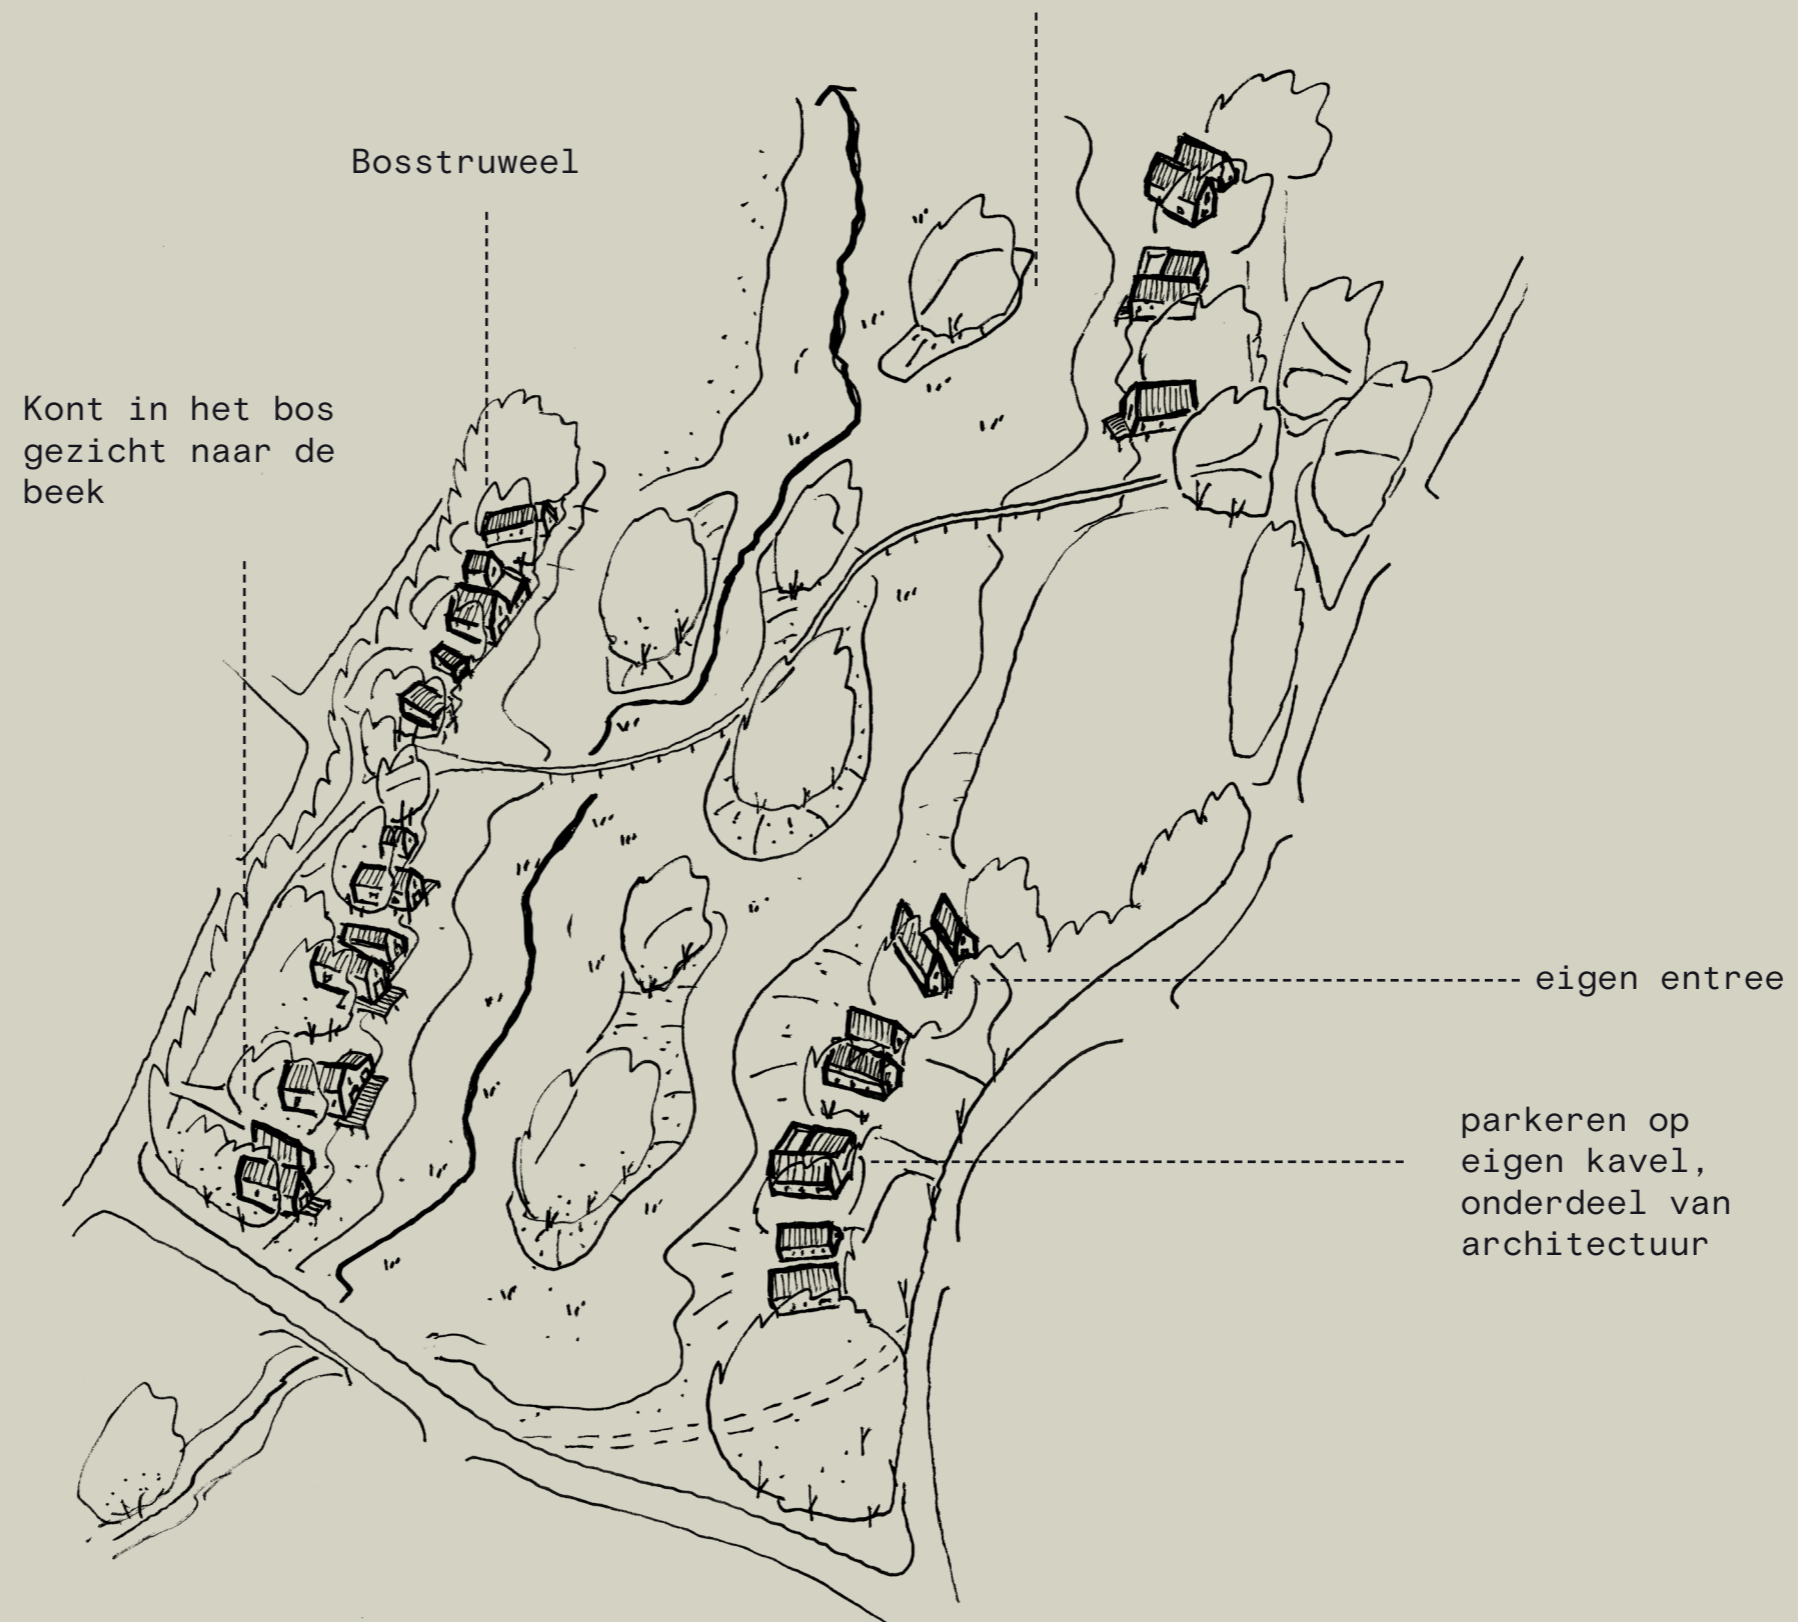 Bosstruweel
Kont in het bos
gezicht naar de
beek
eigen entree
parkeren op
eigen kavel,
onderdeel van
architectuur